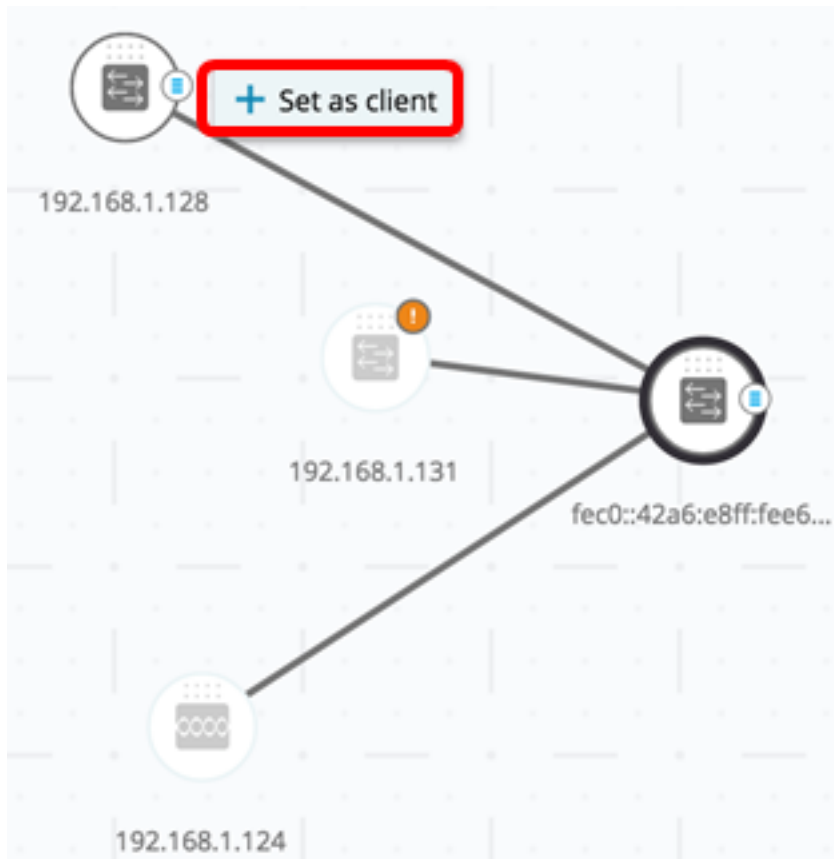 + Set as client
192.168.1.128
!
192.168.1.131
fec0::42a6:e8ff:fee6...
192.168.1.124